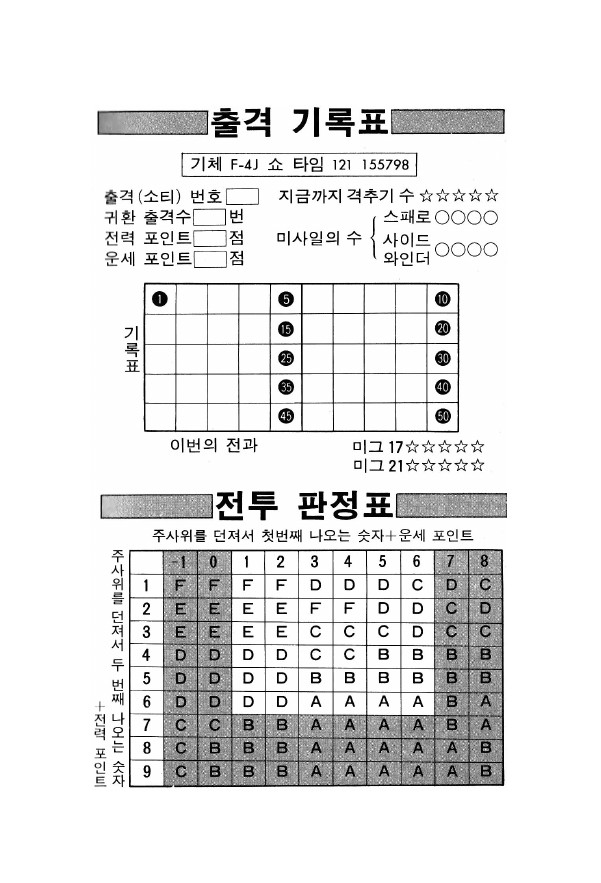 출격 기록표
기체 F-4J 쇼 타임 121 155798
출격(소티) 번호
지금까지 격추기 수 ☆☆☆☆☆
귀환 출격수 번
전력 포인트 점
운세 포인트 점
미사일의 수
스패로 ○○○○
사이드
와인더 ○○○○
기록표
1 5 10
15 20
25 30
35 40
45 50
이번의 전과
미그 17☆☆☆☆☆
미그 21☆☆☆☆☆
전투 판정표
주사위를 던져서 첫번째 나오는 숫자+운세 포인트
주사위를 던져서 두 번째 나오는 숫자
+전력 포인트
-1 0 1 2 3 4 5 6 7 8
1 F F F F D D D C D C
2 E E E E F F D D C D
3 E E E E C C C D C C
4 D D D D C C B B B B
5 D D D D B B B B B B
6 D D D D A A A A B A
7 C C B B A A A A B A
8 C B B B A A A A A B
9 C B B B A A A A A B